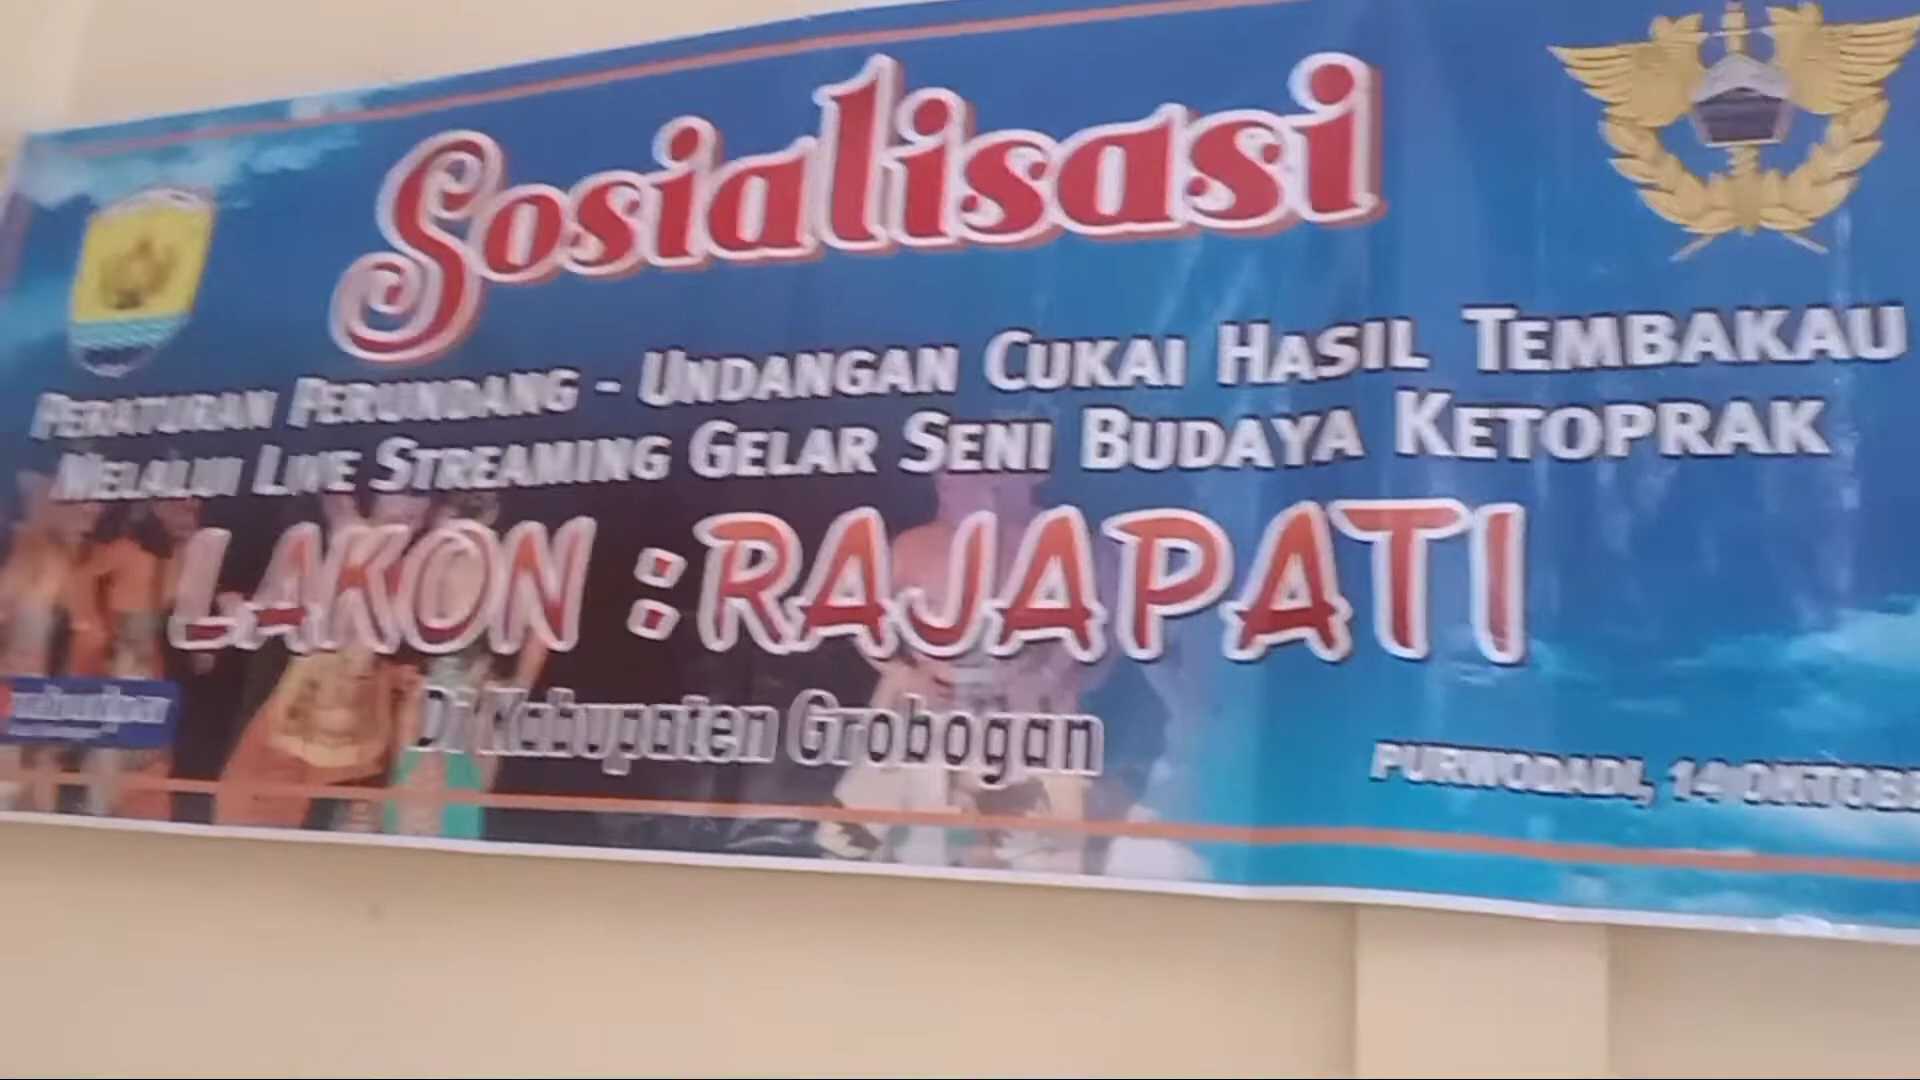 Sosialisasi
PERATURAN PERUNDANG - UNDANGAN CUKAI HASIL TEMBAKAU
MELALUI LIVE STREAMING GELAR SENI BUDAYA KETOPRAK
LAKON : RAJAPATI
Di Kabupaten Grobogan
PURWODADI, 14 OKTOBE